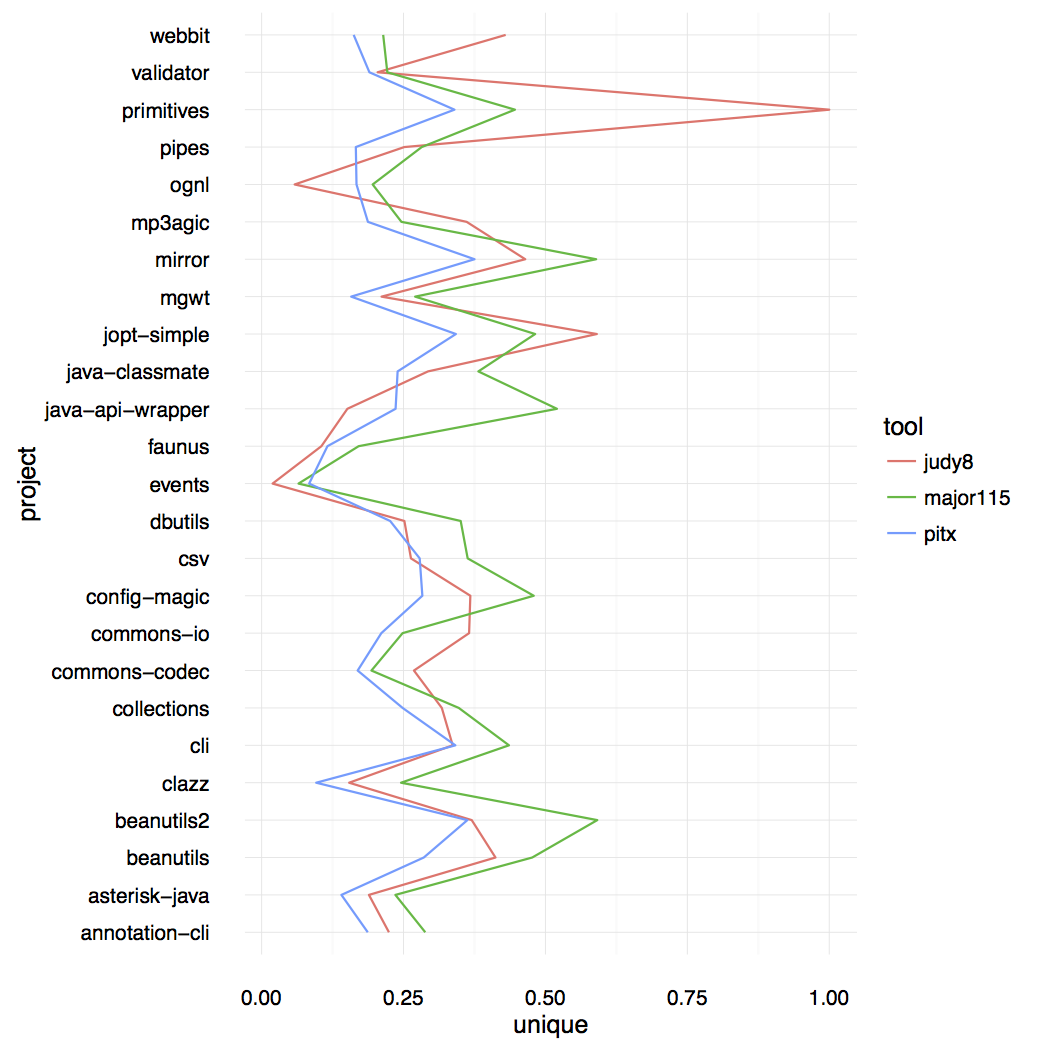 webbit
validator
primitives
pipes
ognl
mp3agic
mirror
mgwt
jopt−simple
java−classmate
java−api−wrapper
faunus
events
dbutils
csv
config−magic
commons−io
commons−codec
collections
cli
clazz
beanutils2
beanutils
asterisk−java
annotation−cli
project
0.00 0.25 0.50 0.75 1.00
unique
tool
judy8
major115
pitx